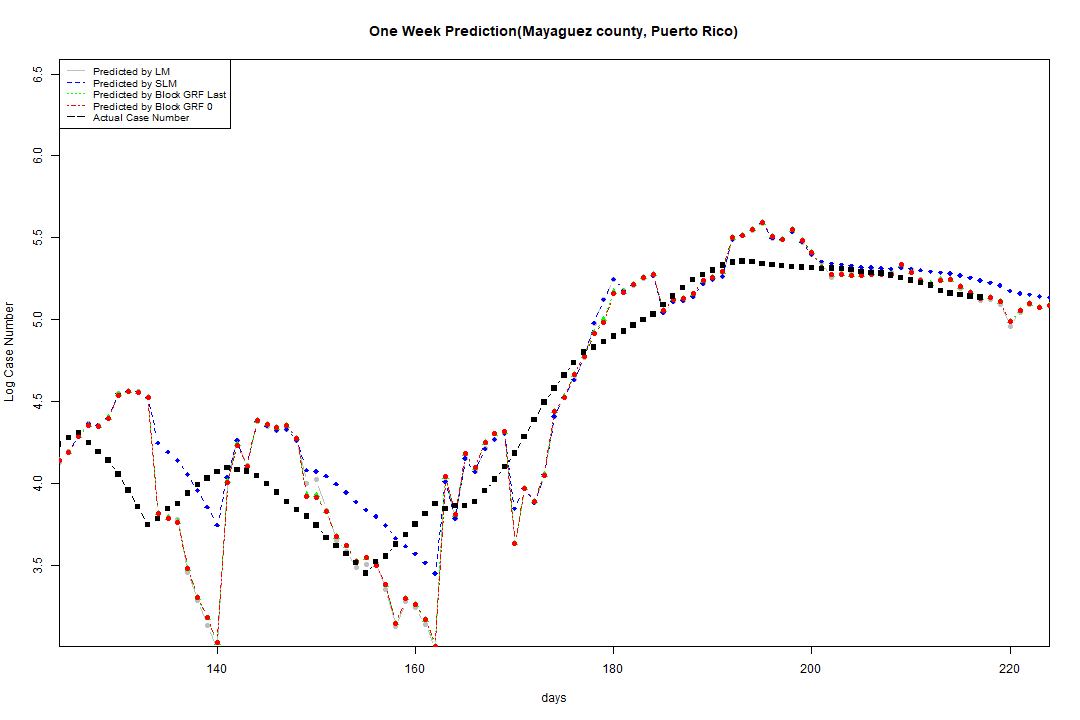 One Week Prediction(Mayaguez county, Puerto Rico)
Predicted by LM
Predicted by SLM
Predicted by Block GRF Last
Predicted by Block GRF 0
Actual Case Number
6.5
6.0
5.5
5.0
4.5
4.0
3.5
Log Case Number
140 160 180 200 220
days